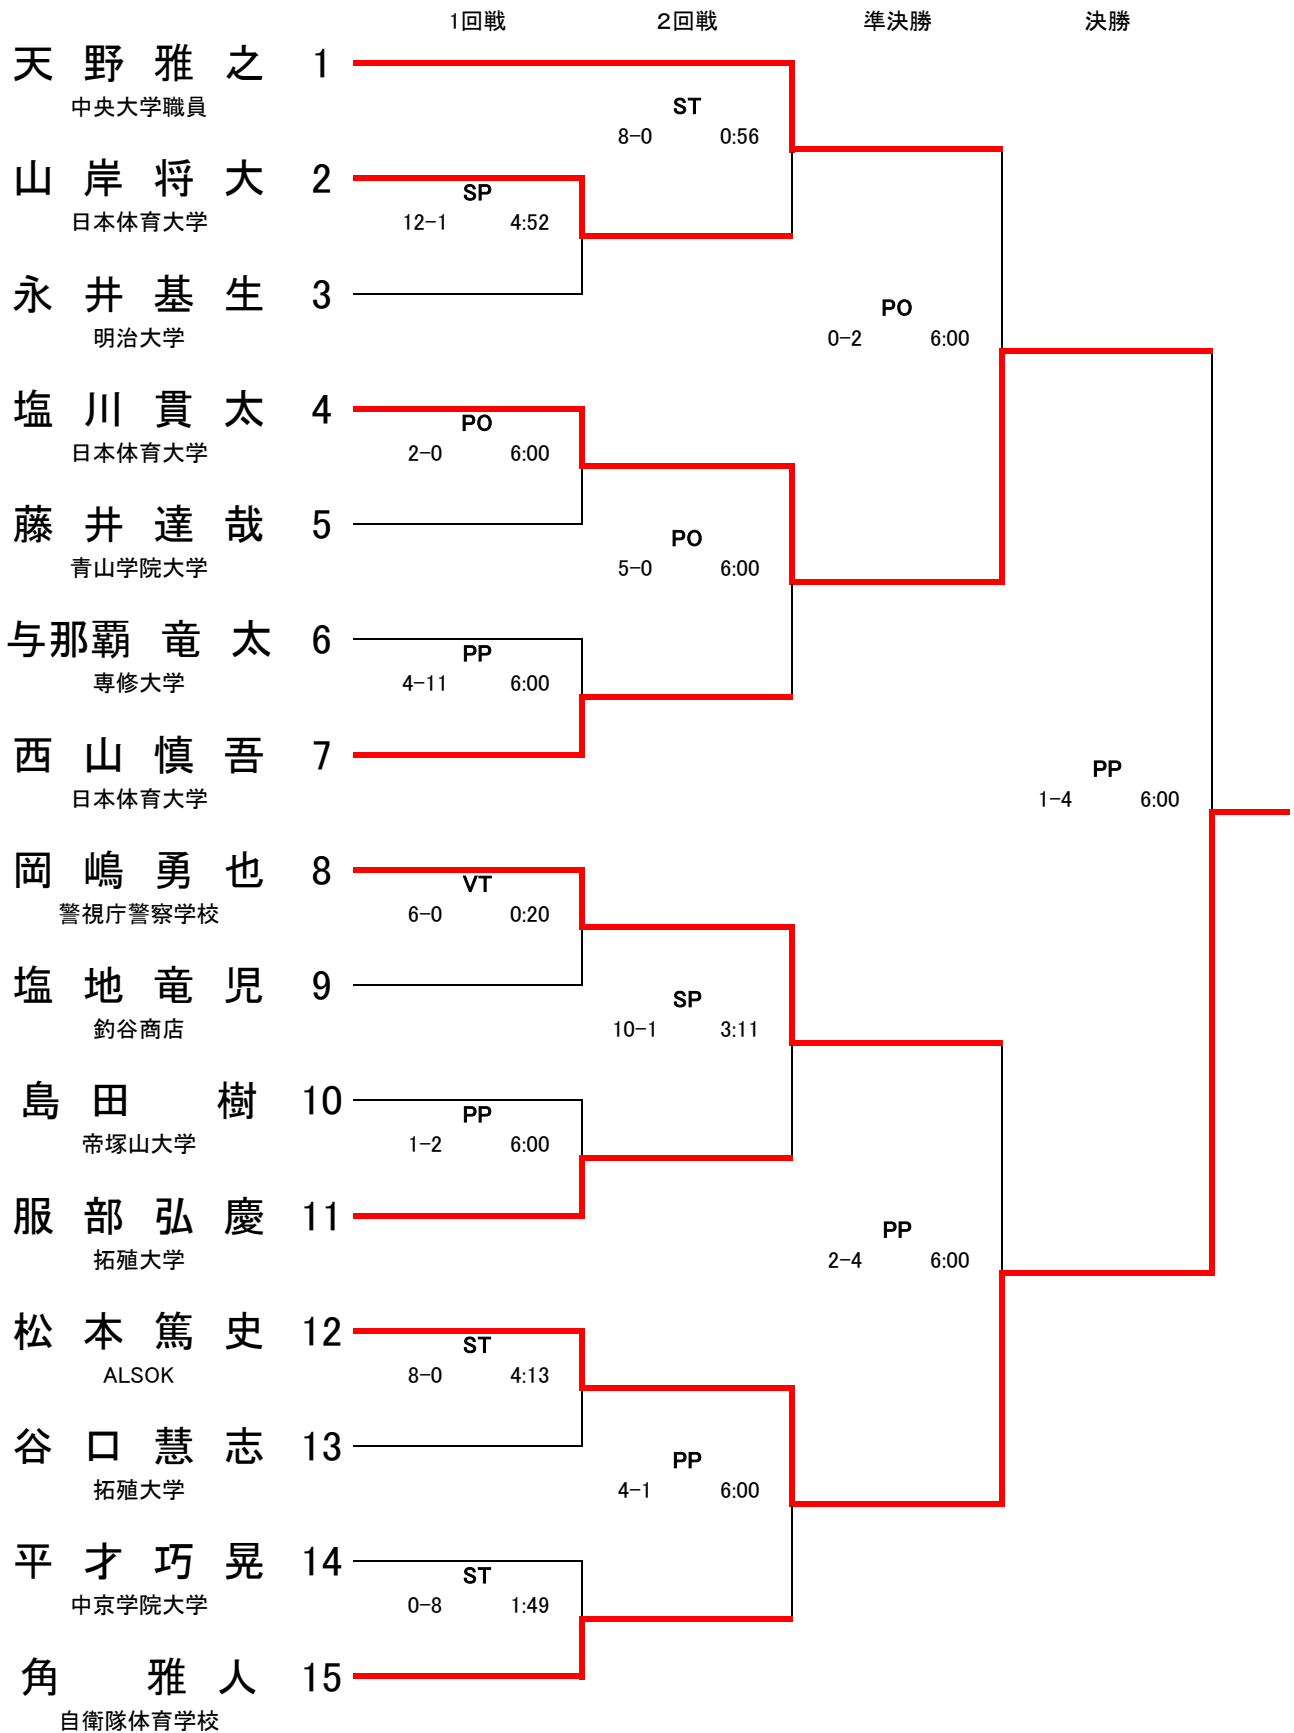 1回戦 2回戦 準決勝 決勝
天野雅之 1
中央大学職員
ST
8-0 0:56
山岸将大 2
日本体育大学
SP
12-1 4:52
永井基生 3
明治大学
PO
0-2 6:00
塩川貫太 4
日本体育大学
PO
2-0 6:00
藤井達哉 5
青山学院大学
PO
5-0 6:00
与那覇竜太 6
専修大学
PP
4-11 6:00
西山慎吾 7
日本体育大学
PP
1-4 6:00
岡嶋勇也 8
警視庁警察学校
VT
6-0 0:20
塩地竜児 9
釣谷商店
SP
10-1 3:11
島田樹 10
帝塚山大学
PP
1-2 6:00
服部弘慶 11
拓殖大学
PP
2-4 6:00
松本篤史 12
ALSOK
ST
8-0 4:13
谷口慧志 13
拓殖大学
PP
4-1 6:00
平才巧晃 14
中京学院大学
ST
0-8 1:49
角雅人 15
自衛隊体育学校